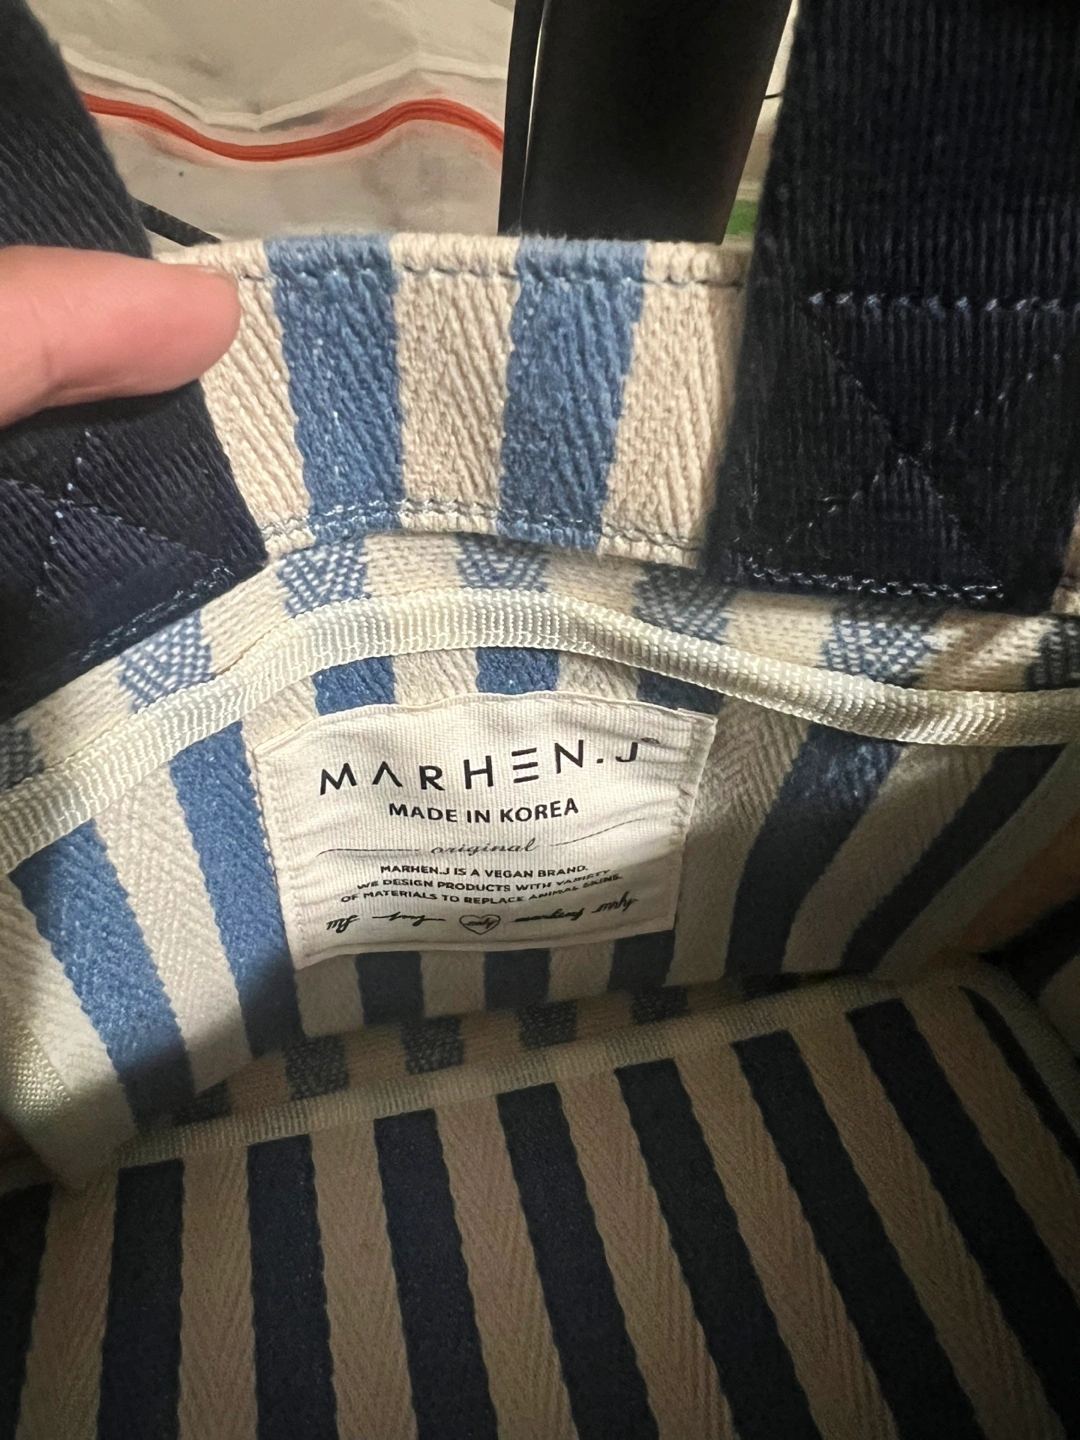 MARHEN.J
MADE IN KOREA
original
MARHEN.J IS A VEGAN BRAND.
WE DESIGN PRODUCTS WITH VARIETY
OF MATERIALS TO REPLACE ANIMAL SKINS.